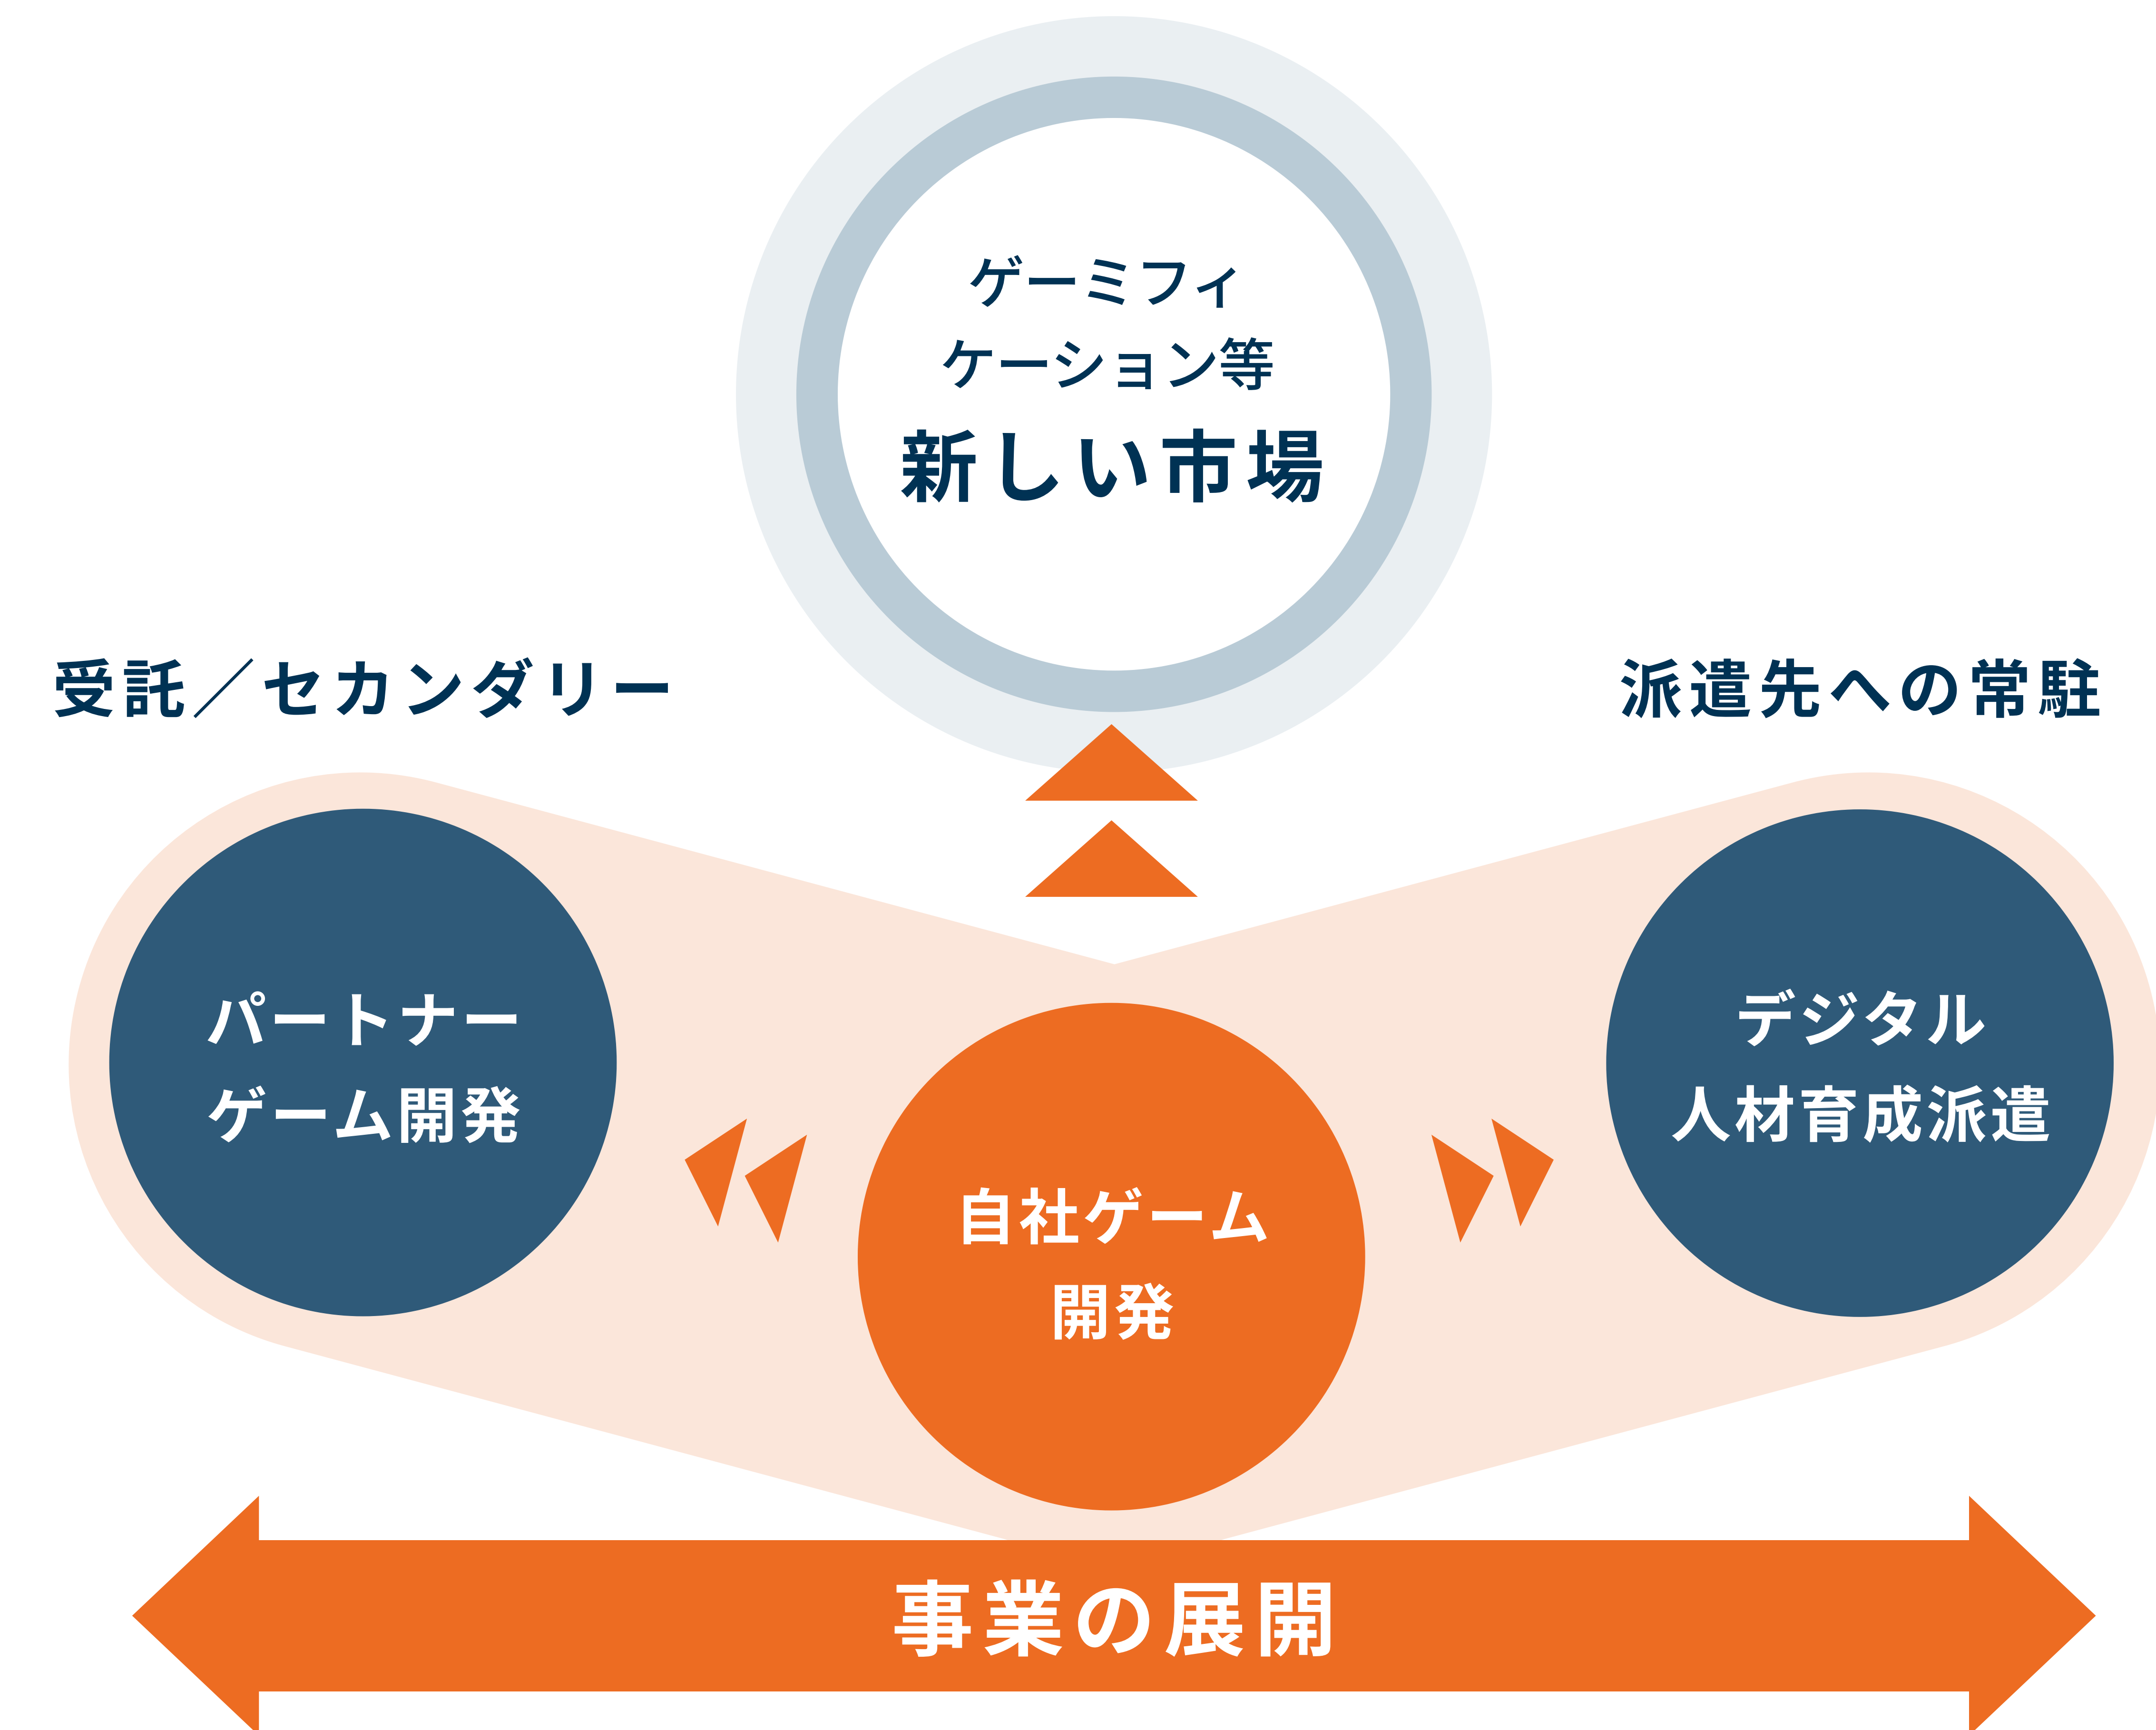 ゲーミフィ
ケーション等
新しい市場
受託／セカンダリー
派遣先への常駐
パートナー
ゲーム開発
デジタル
人材育成派遣
自社ゲーム
開発
事業の展開